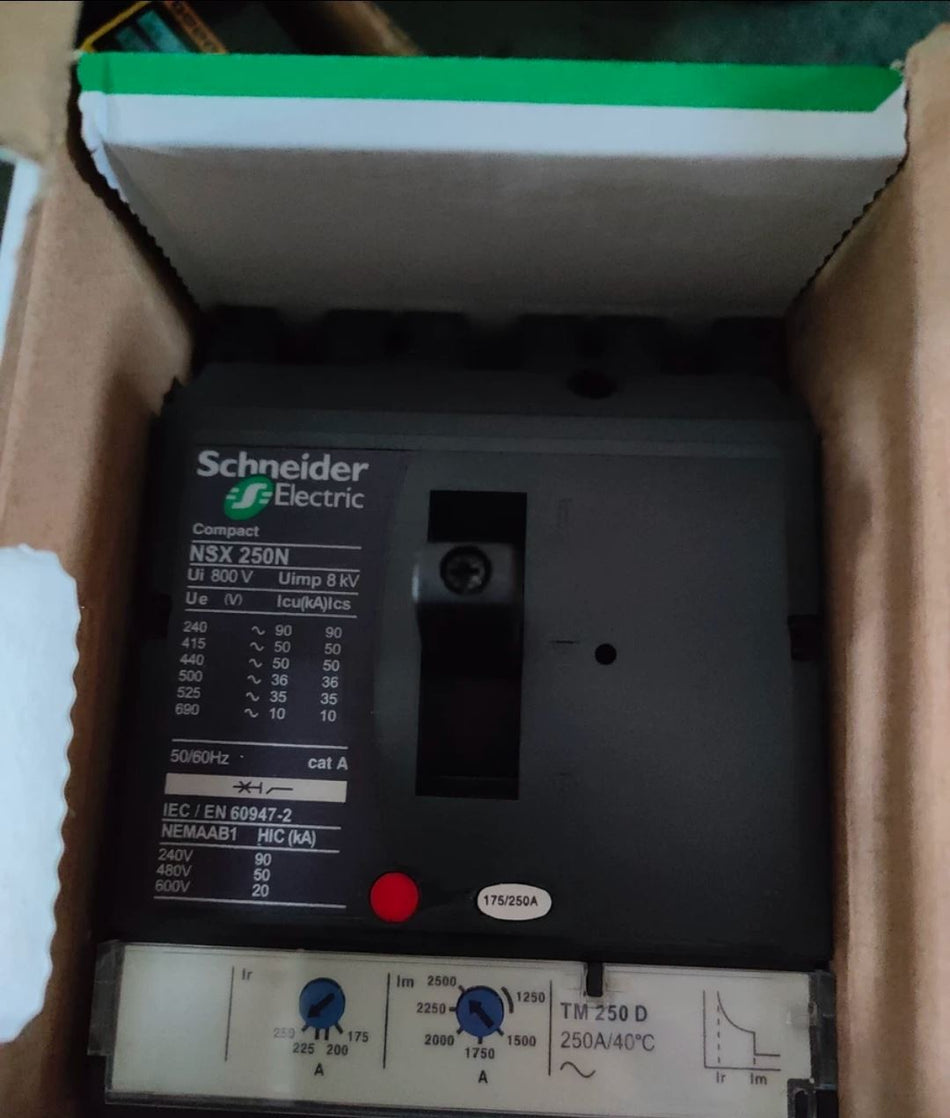 Schneider
Electric
Compact
NSX 250N
Ui 800 V Uimp 8 kV
Ue (V) Icu(kA)Ics
240 ~ 90 90
415 ~ 50 50
440 ~ 50 50
500 ~ 36 36
525 ~ 35 35
690 ~ 10 10
50/60Hz cat A
IEC / EN 60947-2
NEMAAB1 HIC (kA)
240V 90
480V 50
600V 20
175/250A
Ir
250 225 200 175
A
Im
2500 2250 2000 1750 1500 1250
A
TM 250 D
250A/40°C
~
Ir Im